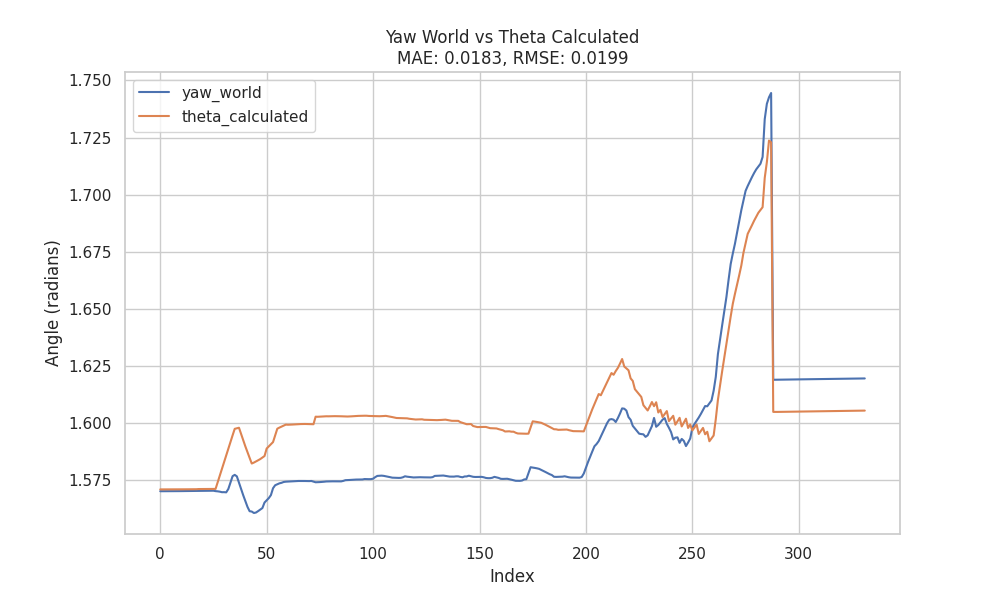 Yaw World vs Theta Calculated
MAE: 0.0183, RMSE: 0.0199
yaw_world
theta_calculated
Angle (radians)
1.750
1.725
1.700
1.675
1.650
1.625
1.600
1.575
0 50 100 150 200 250 300
Index